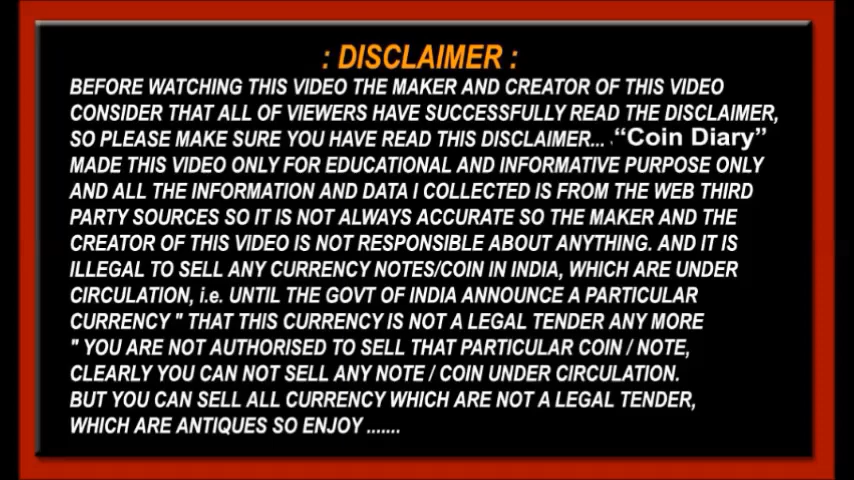 : DISCLAIMER :
BEFORE WATCHING THIS VIDEO THE MAKER AND CREATOR OF THIS VIDEO
CONSIDER THAT ALL OF VIEWERS HAVE SUCCESSFULLY READ THE DISCLAIMER,
SO PLEASE MAKE SURE YOU HAVE READ THIS DISCLAIMER... “Coin Diary”
MADE THIS VIDEO ONLY FOR EDUCATIONAL AND INFORMATIVE PURPOSE ONLY
AND ALL THE INFORMATION AND DATA I COLLECTED IS FROM THE WEB THIRD
PARTY SOURCES SO IT IS NOT ALWAYS ACCURATE SO THE MAKER AND THE
CREATOR OF THIS VIDEO IS NOT RESPONSIBLE ABOUT ANYTHING. AND IT IS
ILLEGAL TO SELL ANY CURRENCY NOTES/COIN IN INDIA, WHICH ARE UNDER
CIRCULATION, i.e. UNTIL THE GOVT OF INDIA ANNOUNCE A PARTICULAR
CURRENCY " THAT THIS CURRENCY IS NOT A LEGAL TENDER ANY MORE
" YOU ARE NOT AUTHORISED TO SELL THAT PARTICULAR COIN / NOTE,
CLEARLY YOU CAN NOT SELL ANY NOTE / COIN UNDER CIRCULATION.
BUT YOU CAN SELL ALL CURRENCY WHICH ARE NOT A LEGAL TENDER,
WHICH ARE ANTIQUES SO ENJOY .......